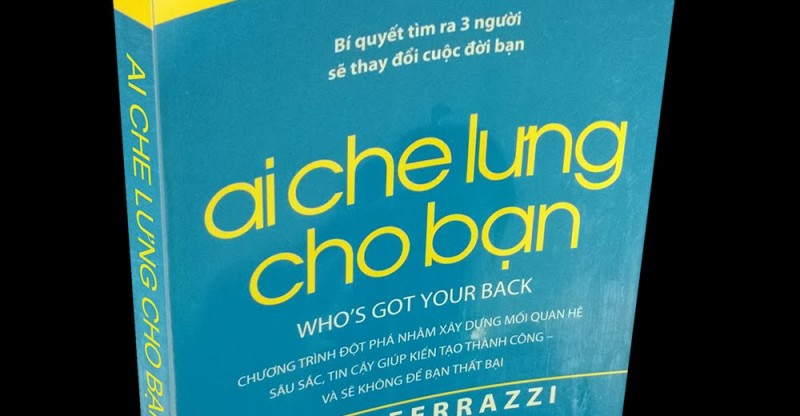 Bí quyết tìm ra 3 người
sẽ thay đổi cuộc đời bạn
ai che lưng
cho bạn
WHO'S GOT YOUR BACK
CHƯƠNG TRÌNH ĐỘT PHÁ NHẰM XÂY DỰNG MỐI QUAN HỆ
SÂU SẮC, TIN CẬY GIÚP KIẾN TẠO THÀNH CÔNG –
VÀ SẼ KHÔNG ĐỂ BẠN THẤT BẠI
FERRAZZI
AI CHE LƯNG CHO BẠN